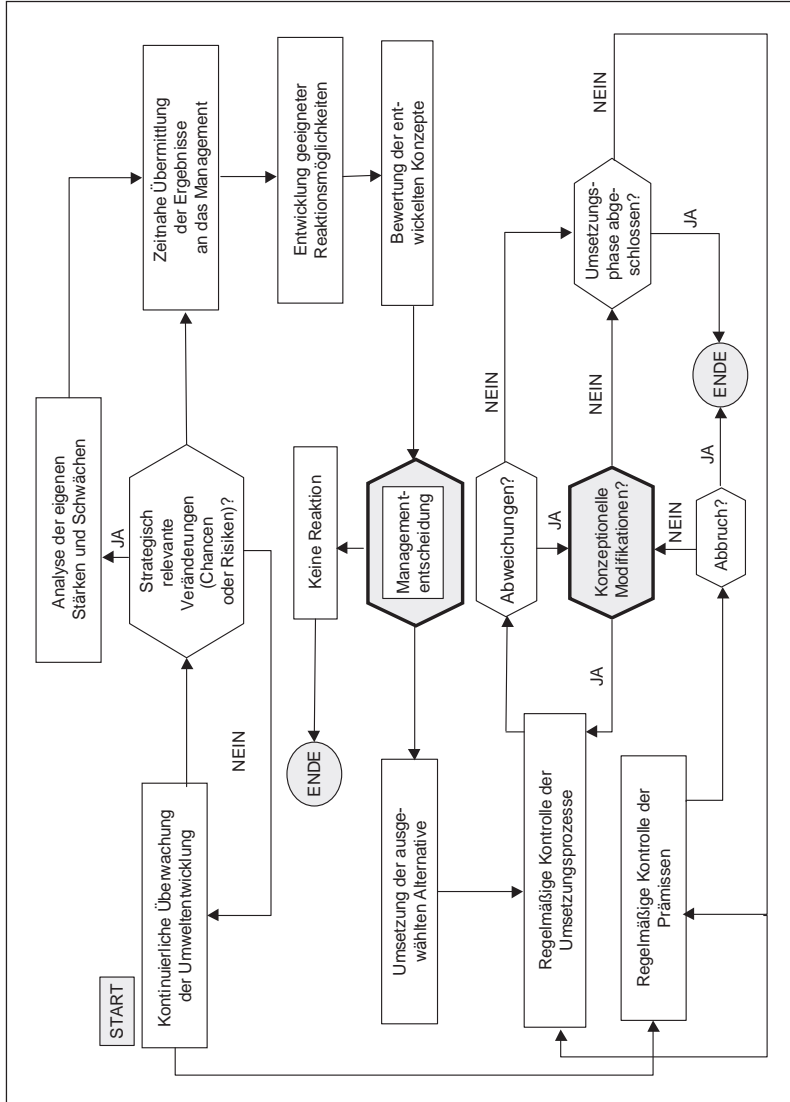 START
Kontinuierliche Überwachung
der Umweltentwicklung
NEIN
Strategisch
relevante
Veränderungen
(Chancen
oder Risiken)?
JA
Analyse der eigenen
Stärken und Schwächen
Zeitnahe Übermittlung
der Ergebnisse
an das Management
Entwicklung geeigneter
Reaktionsmöglichkeiten
Bewertung der ent-
wickelten Konzepte
Management-
entscheidung
Keine Reaktion
ENDE
Umsetzung der ausge-
wählten Alternative
Regelmäßige Kontrolle der
Umsetzungsprozesse
Abweichungen?
NEIN
JA
Konzeptionelle
Modifikationen?
JA
NEIN
Umsetzungs-
phase abge-
schlossen?
NEIN
JA
ENDE
Regelmäßige Kontrolle der
Prämissen
Abbruch?
NEIN
JA